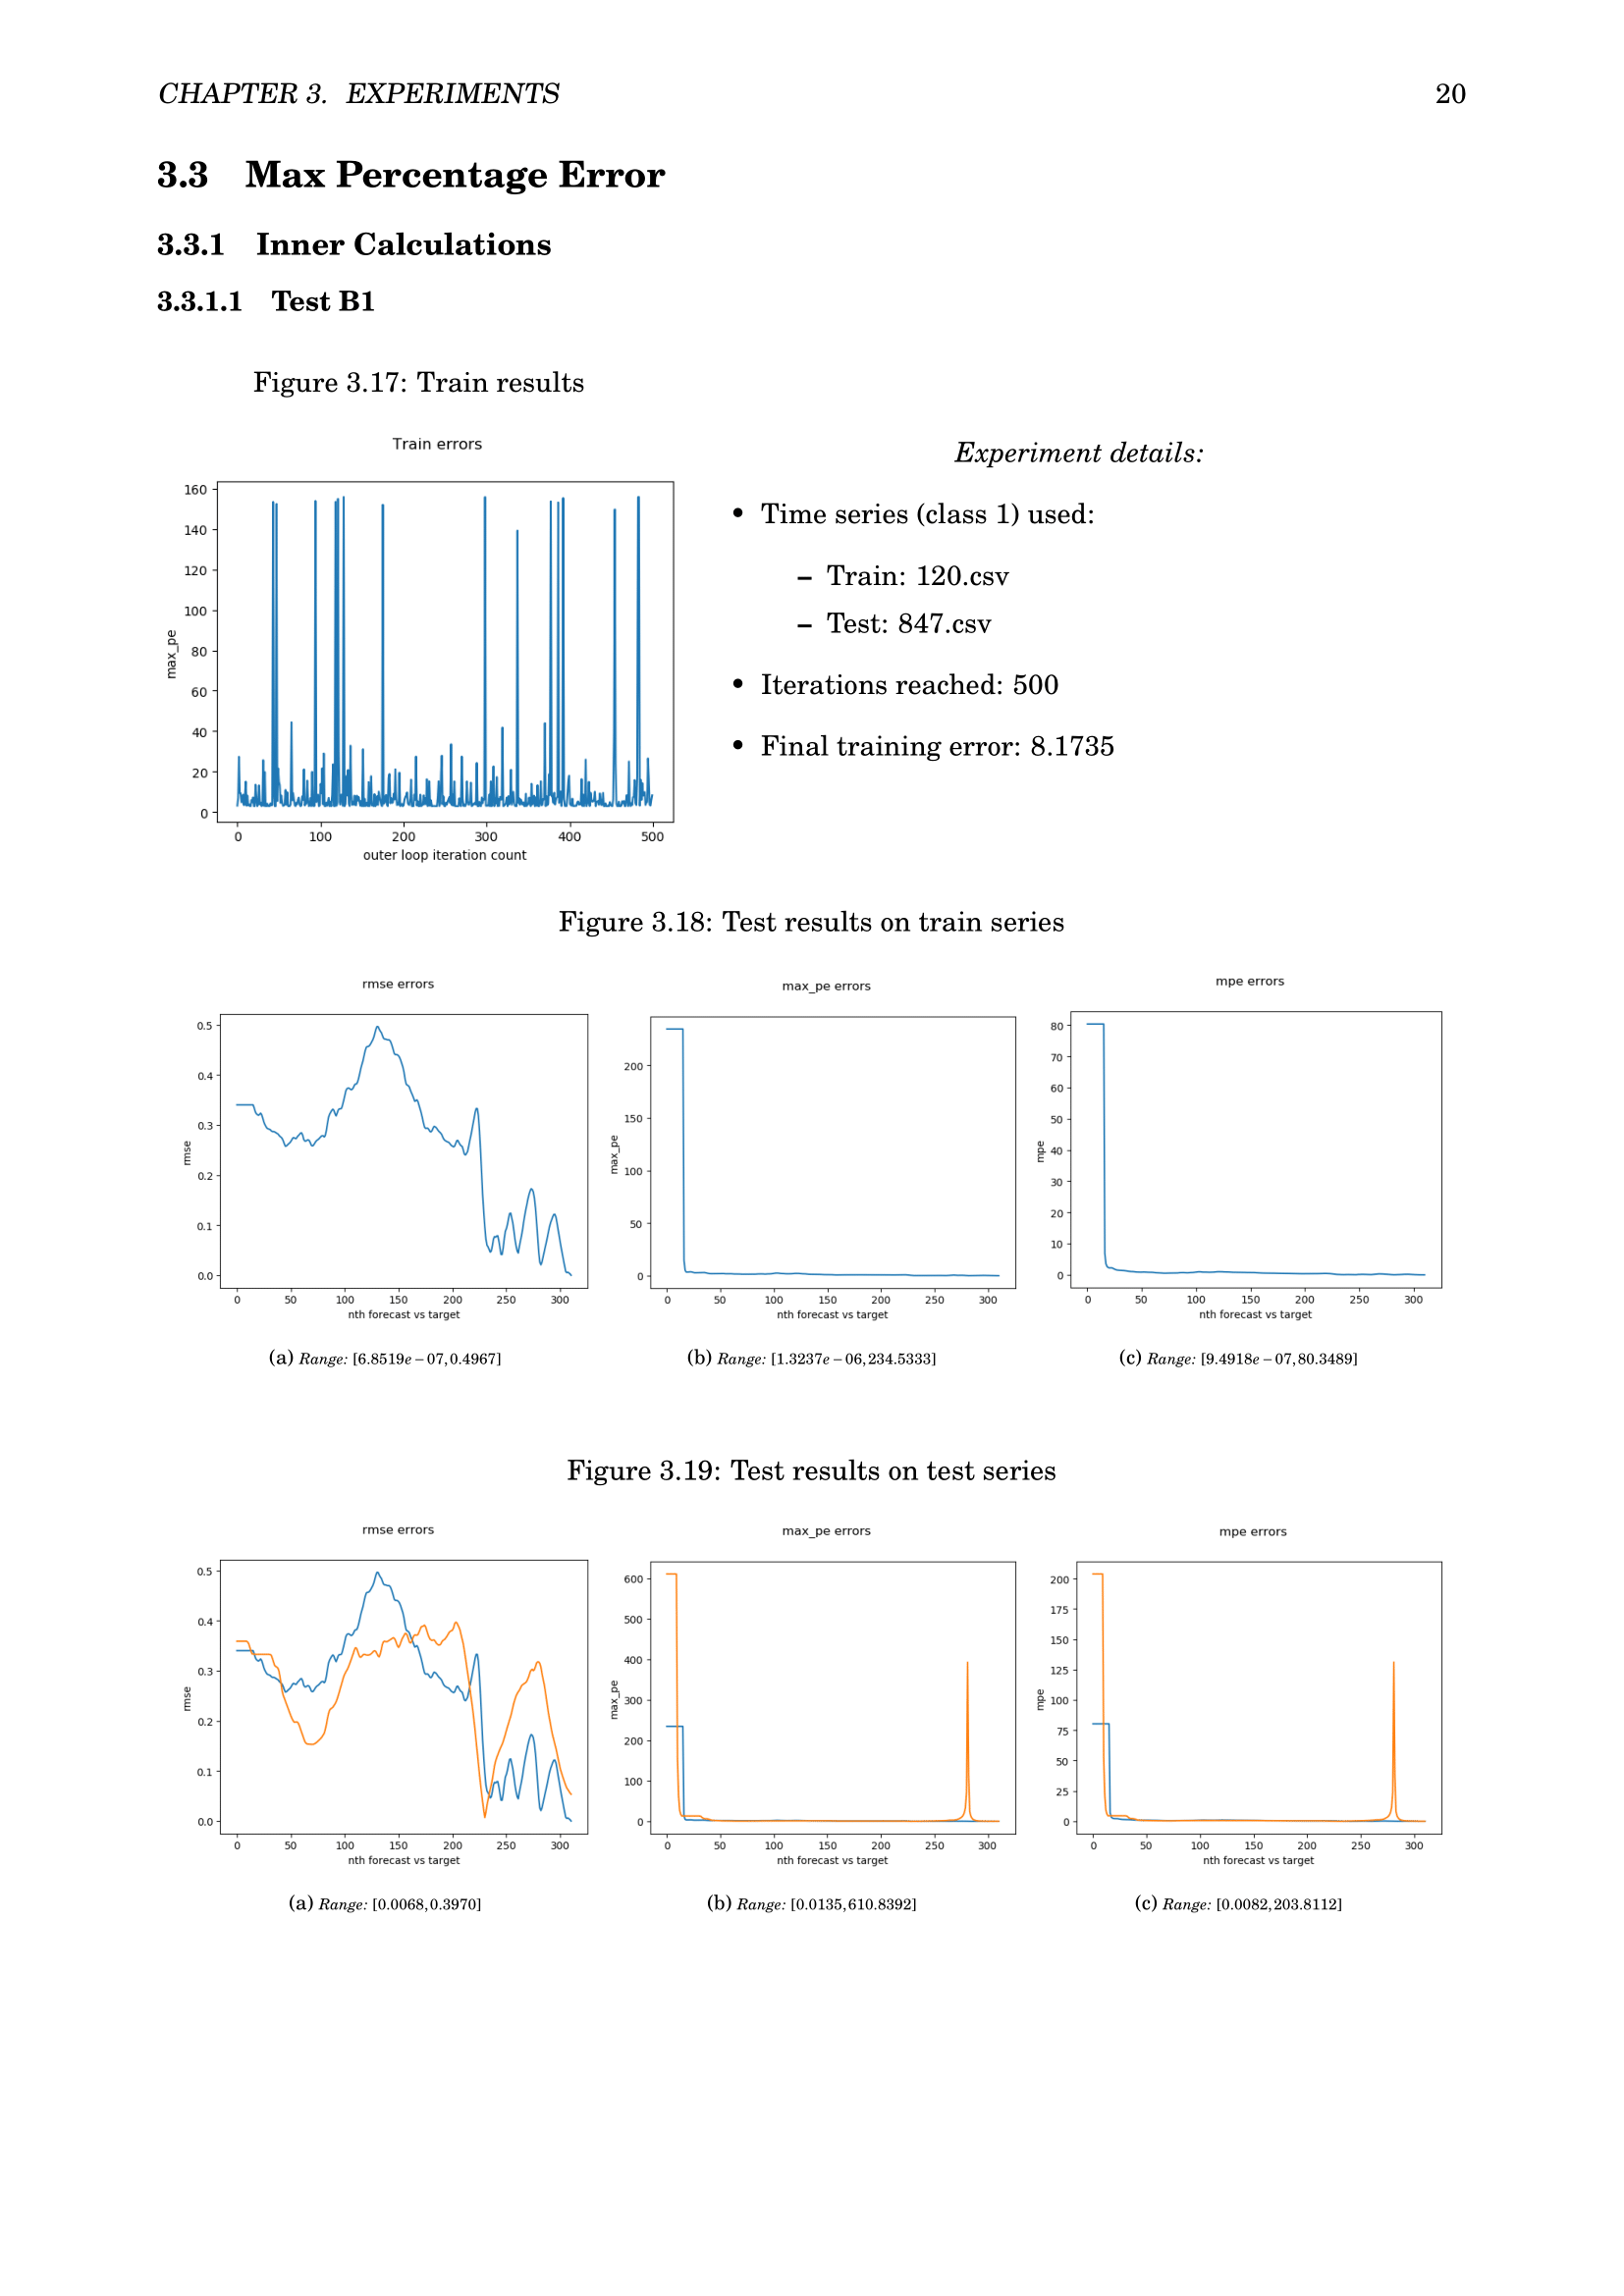 CHAPTER 3. EXPERIMENTS 20
3.3 Max Percentage Error
3.3.1 Inner Calculations
3.3.1.1 Test B1
Figure 3.17: Train results
Train errors
160
140
120
100
80
60
40
20
0
max_pe
0 100 200 300 400 500
outer loop iteration count
Experiment details:
• Time series (class 1) used:
– Train: 120.csv
– Test: 847.csv
• Iterations reached: 500
• Final training error: 8.1735
Figure 3.18: Test results on train series
rmse errors
0.5
0.4
0.3
0.2
0.1
0.0
rmse
0 50 100 150 200 250 300
nth forecast vs target
(a) Range: [6.8519e − 07, 0.4967]
max_pe errors
200
150
100
50
0
max_pe
0 50 100 150 200 250 300
nth forecast vs target
(b) Range: [1.3237e − 06, 234.5333]
mpe errors
80
70
60
50
40
30
20
10
0
mpe
0 50 100 150 200 250 300
nth forecast vs target
(c) Range: [9.4918e − 07, 80.3489]
Figure 3.19: Test results on test series
rmse errors
0.5
0.4
0.3
0.2
0.1
0.0
rmse
0 50 100 150 200 250 300
nth forecast vs target
(a) Range: [0.0068, 0.3970]
max_pe errors
600
500
400
300
200
100
0
max_pe
0 50 100 150 200 250 300
nth forecast vs target
(b) Range: [0.0135, 610.8392]
mpe errors
200
175
150
125
100
75
50
25
0
mpe
0 50 100 150 200 250 300
nth forecast vs target
(c) Range: [0.0082, 203.8112]